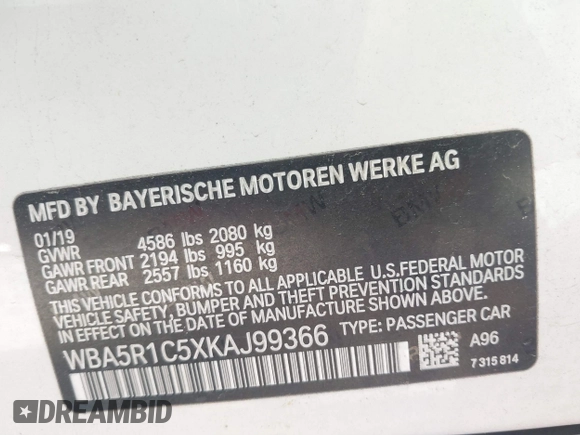 MFD BY BAYERISCHE MOTOREN WERKE AG
01/19
GVWR 4586 lbs 2080 kg
GAWR FRONT 2194 lbs 995 kg
GAWR REAR 2557 lbs 1160 kg
THIS VEHICLE CONFORMS TO ALL APPLICABLE U.S.FEDERAL MOTOR
VEHICLE SAFETY, BUMPER AND THEFT PREVENTION STANDARDS
IN EFFECT ON THE DATE OF MANUFACTURE SHOWN ABOVE.
WBA5R1C5XKAJ99366 TYPE: PASSENGER CAR
A96
7 315 814
DREAMBID